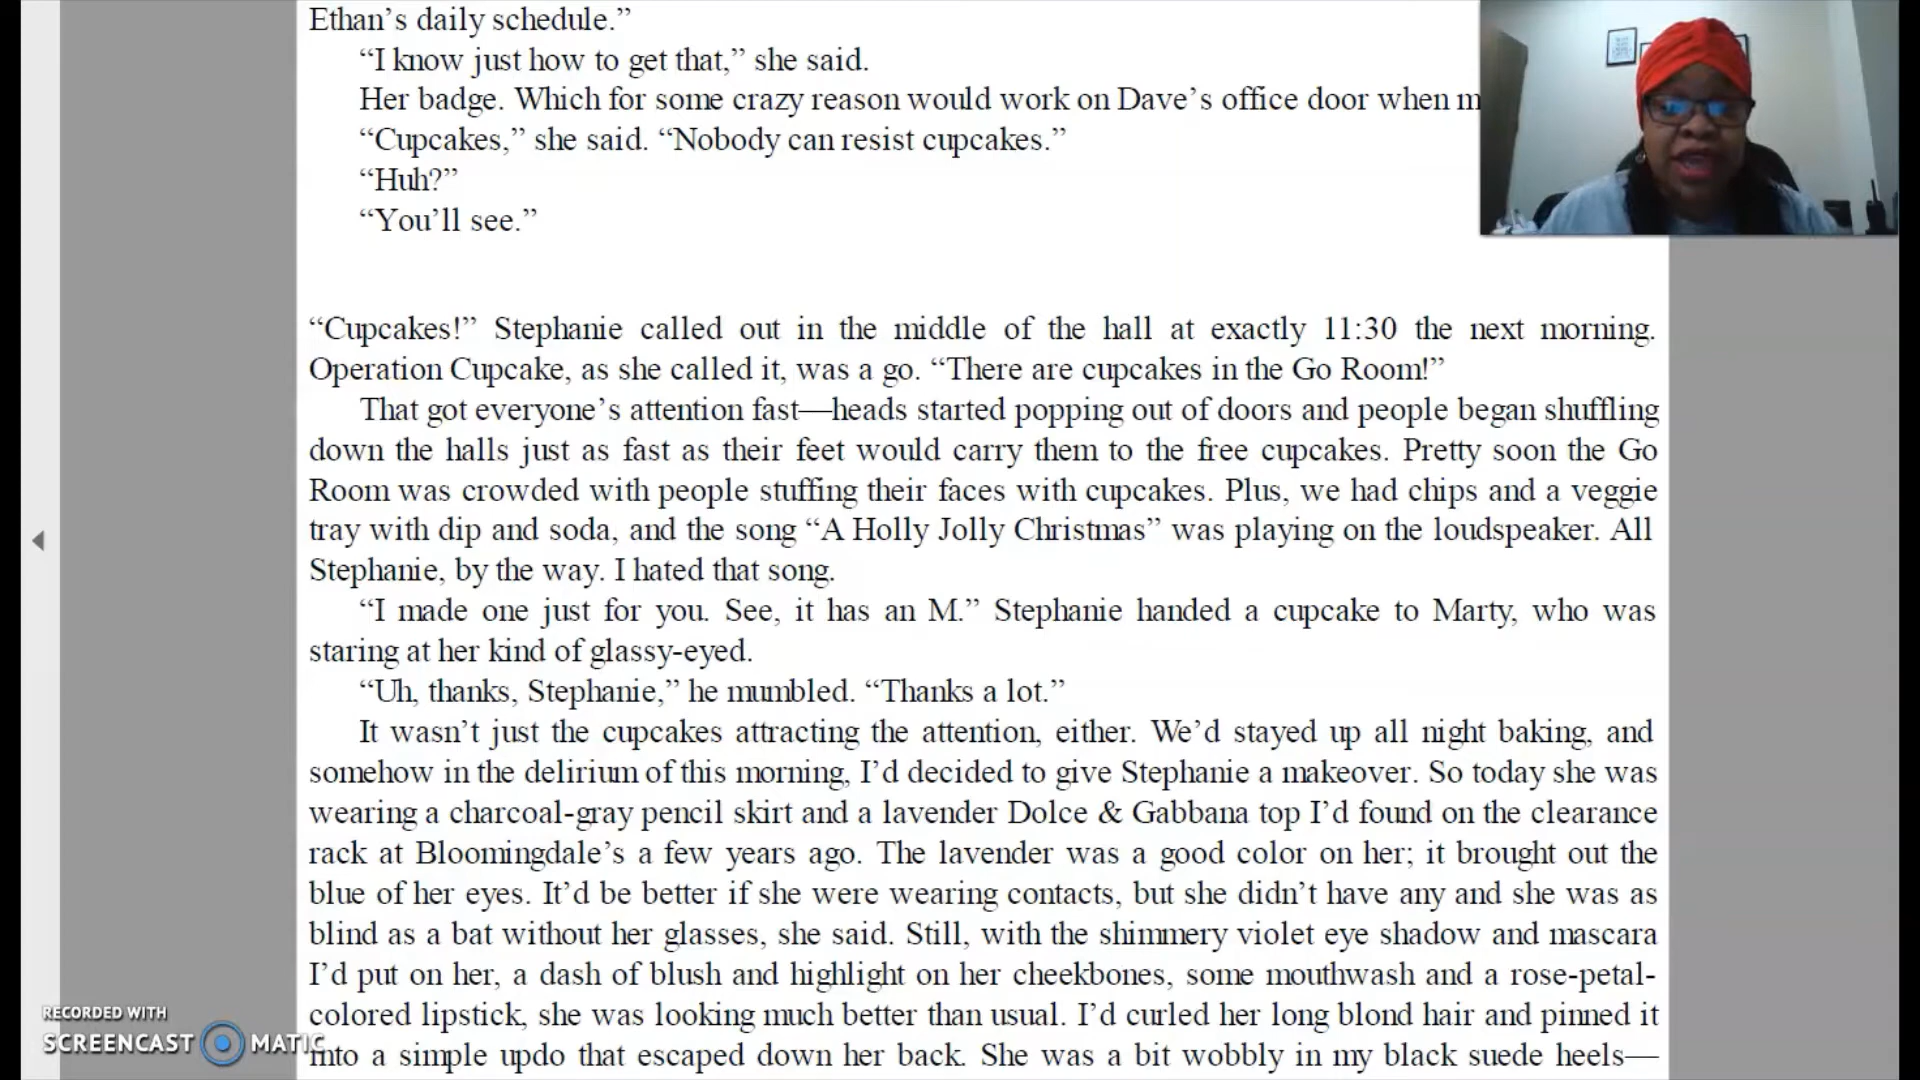 Ethan’s daily schedule.”
“I know just how to get that,” she said.
Her badge. Which for some crazy reason would work on Dave’s office door when m
“Cupcakes,” she said. “Nobody can resist cupcakes.”
“Huh?”
“You’ll see.”
“Cupcakes!” Stephanie called out in the middle of the hall at exactly 11:30 the next morning.
Operation Cupcake, as she called it, was a go. “There are cupcakes in the Go Room!”
That got everyone’s attention fast—heads started popping out of doors and people began shuffling
down the halls just as fast as their feet would carry them to the free cupcakes. Pretty soon the Go
Room was crowded with people stuffing their faces with cupcakes. Plus, we had chips and a veggie
tray with dip and soda, and the song “A Holly Jolly Christmas” was playing on the loudspeaker. All
Stephanie, by the way. I hated that song.
“I made one just for you. See, it has an M.” Stephanie handed a cupcake to Marty, who was
staring at her kind of glassy-eyed.
“Uh, thanks, Stephanie,” he mumbled. “Thanks a lot.”
It wasn’t just the cupcakes attracting the attention, either. We’d stayed up all night baking, and
somehow in the delirium of this morning, I’d decided to give Stephanie a makeover. So today she was
wearing a charcoal-gray pencil skirt and a lavender Dolce & Gabbana top I’d found on the clearance
rack at Bloomingdale’s a few years ago. The lavender was a good color on her; it brought out the
blue of her eyes. It’d be better if she were wearing contacts, but she didn’t have any and she was as
blind as a bat without her glasses, she said. Still, with the shimmery violet eye shadow and mascara
I’d put on her, a dash of blush and highlight on her cheekbones, some mouthwash and a rose-petal-
colored lipstick, she was looking much better than usual. I’d curled her long blond hair and pinned it
into a simple updo that escaped down her back. She was a bit wobbly in my black suede heels—
RECORDED WITH
SCREENCAST MATIC